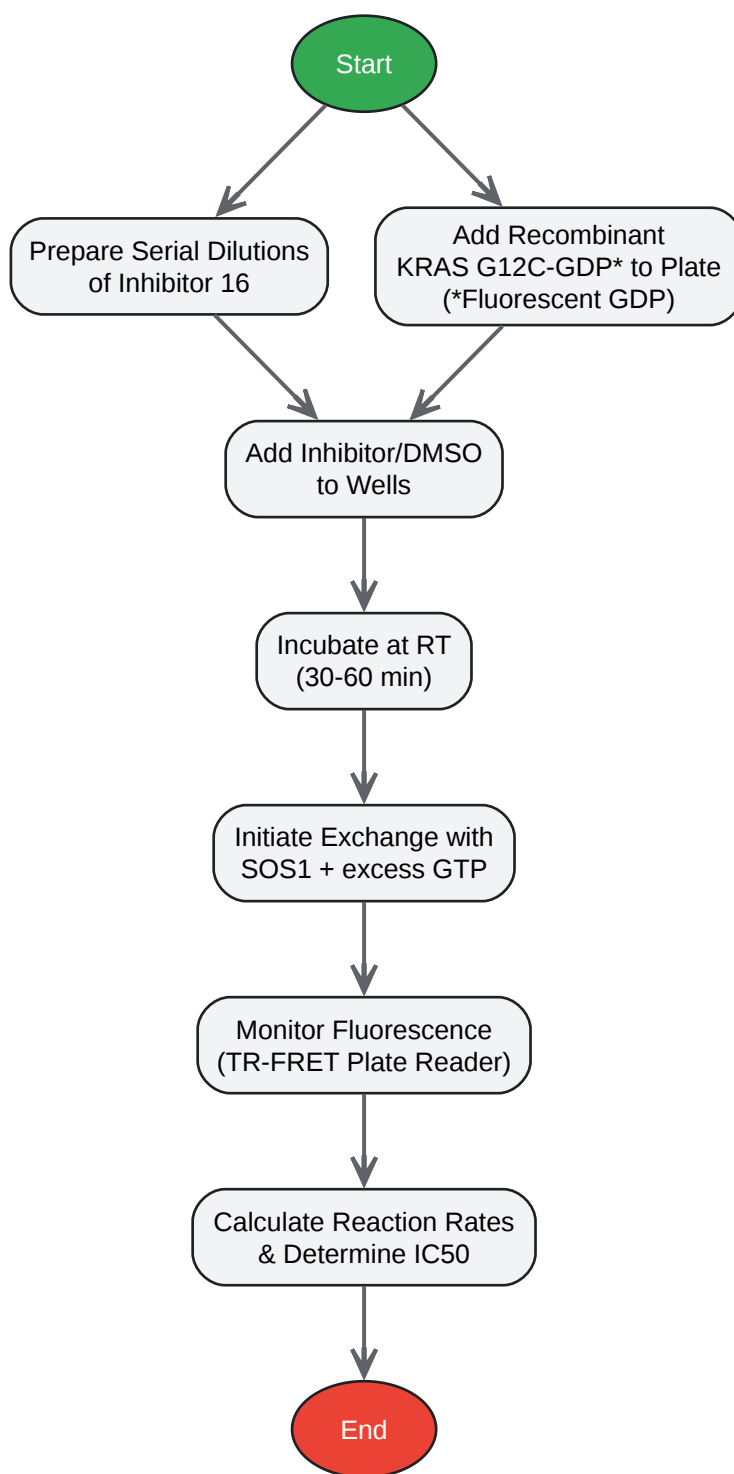 Start
Prepare Serial Dilutions
of Inhibitor 16
Add Recombinant
KRAS G12C-GDP* to Plate
(*Fluorescent GDP)
Add Inhibitor/DMSO
to Wells
Incubate at RT
(30-60 min)
Initiate Exchange with
SOS1 + excess GTP
Monitor Fluorescence
(TR-FRET Plate Reader)
Calculate Reaction Rates
& Determine IC50
End